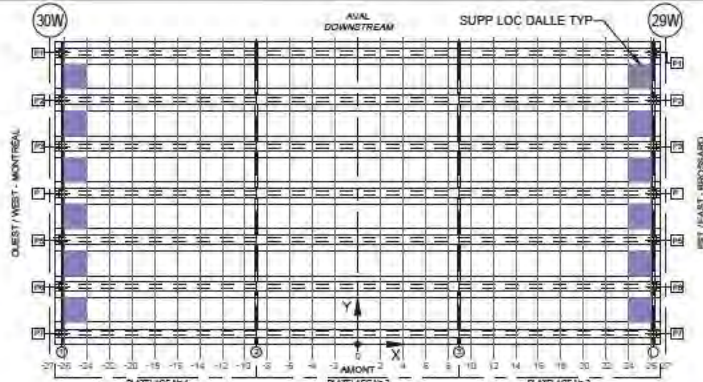 30W
AVAL
DOWNSTREAM
SUPP LOC DALLE TYP
29W
P1
P1
P2
P2
P3
P3
P
P
P5
P5
P6
P6
P7
P7
OUEST / WEST - MONTRÉAL
EST / EAST - BROSSARD
Y
X
-27 -26 -24 -22 -20 -18 -16 -14 -12 -10 -8 -6 -4 -2 0 2 4 6 8 10 12 14 16 18 20 22 24 26 27
AMONT